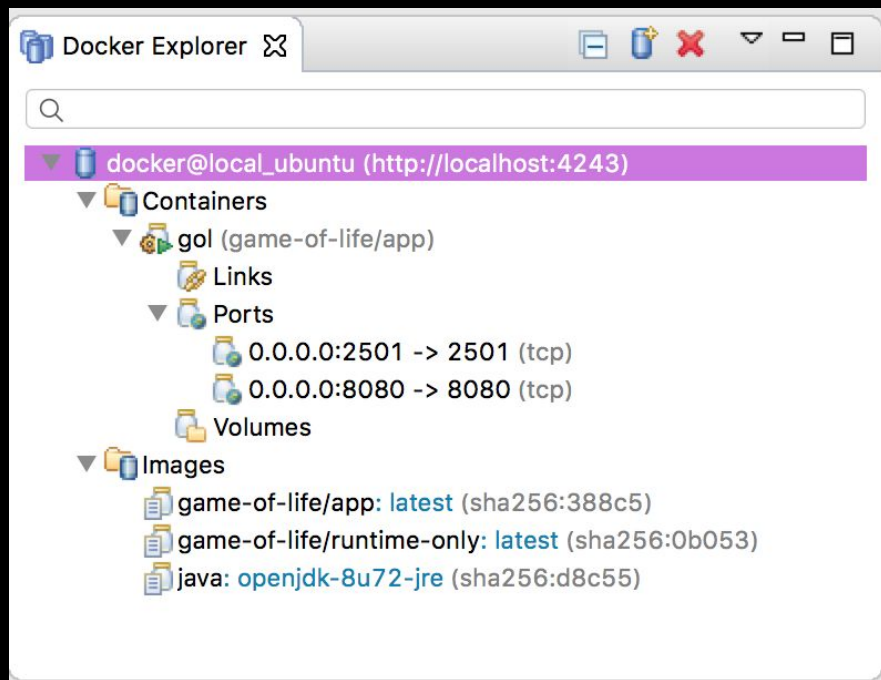 Docker Explorer
docker@local_ubuntu (http://localhost:4243)
Containers
gol (game-of-life/app)
Links
Ports
0.0.0.0:2501 -> 2501 (tcp)
0.0.0.0:8080 -> 8080 (tcp)
Volumes
Images
game-of-life/app: latest (sha256:388c5)
game-of-life/runtime-only: latest (sha256:0b053)
java: openjdk-8u72-jre (sha256:d8c55)